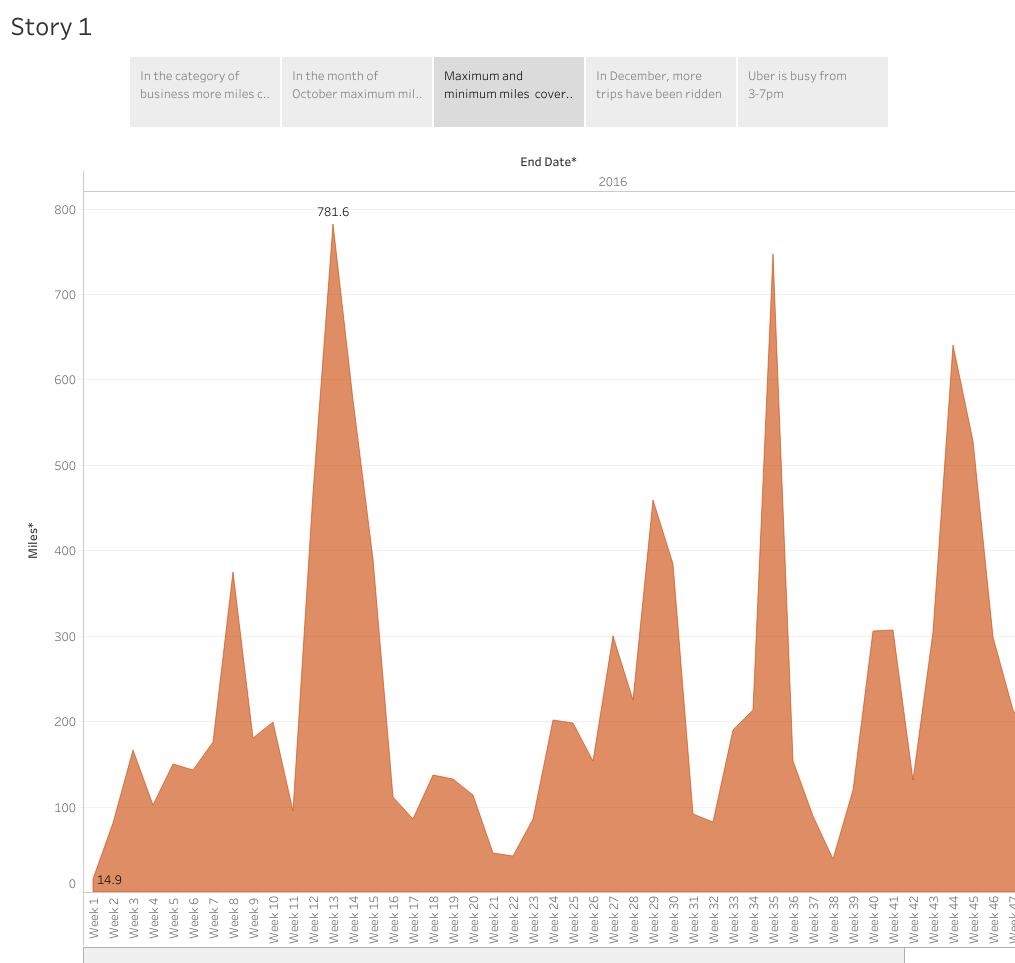 Story 1
In the category of
business more miles c..
In the month of
October maximum mil..
Maximum and
minimum miles  cover..
In December, more
trips have been ridden
Uber is busy from
3-7pm
End Date*
2016
800
700
600
500
400
300
200
100
0
Miles*
781.6
14.9
Week 1
Week 2
Week 3
Week 4
Week 5
Week 6
Week 7
Week 8
Week 9
Week 10
Week 11
Week 12
Week 13
Week 14
Week 15
Week 16
Week 17
Week 18
Week 19
Week 20
Week 21
Week 22
Week 23
Week 24
Week 25
Week 26
Week 27
Week 28
Week 29
Week 30
Week 31
Week 32
Week 33
Week 34
Week 35
Week 36
Week 37
Week 38
Week 39
Week 40
Week 41
Week 42
Week 43
Week 44
Week 45
Week 46
Week 47